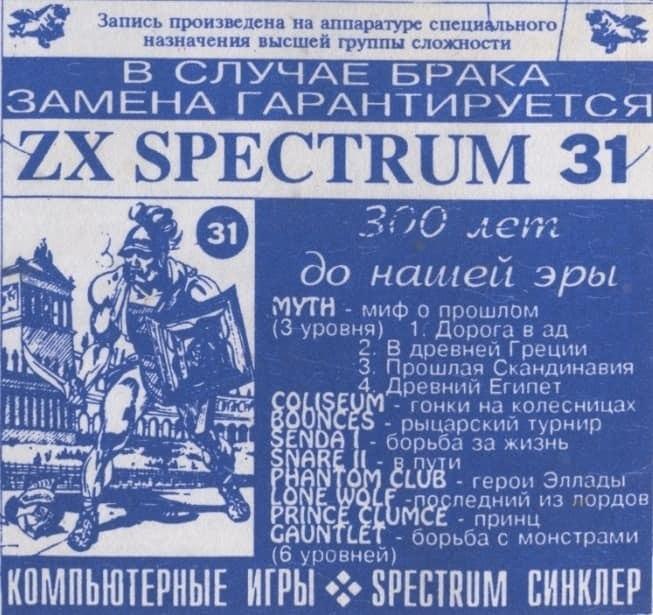 Запись произведена на аппаратуре специального
назначения высшей группы сложности
В СЛУЧАЕ БРАКА
ЗАМЕНА ГАРАНТИРУЕТСЯ
ZX SPECTRUM 31
31
300 лет
до нашей эры
MYTH - миф о прошлом
(3 уровня) 1. Дорога в ад
2. В древней Греции
3. Прошлая Скандинавия
4. Древний Египет
COLISEUM - гонки на колесницах
BOUNCES - рыцарский турнир
SENDA I - борьба за жизнь
SNARE II - в пути
PHANTOM CLUB - герои Эллады
LONE WOLF - последний из лордов
PRINCE CLUMCE - принц
GAUNTLET - борьба с монстрами
(6 уровней)
КОМПЬЮТЕРНЫЕ ИГРЫ SPECTRUM СИНКЛЕР